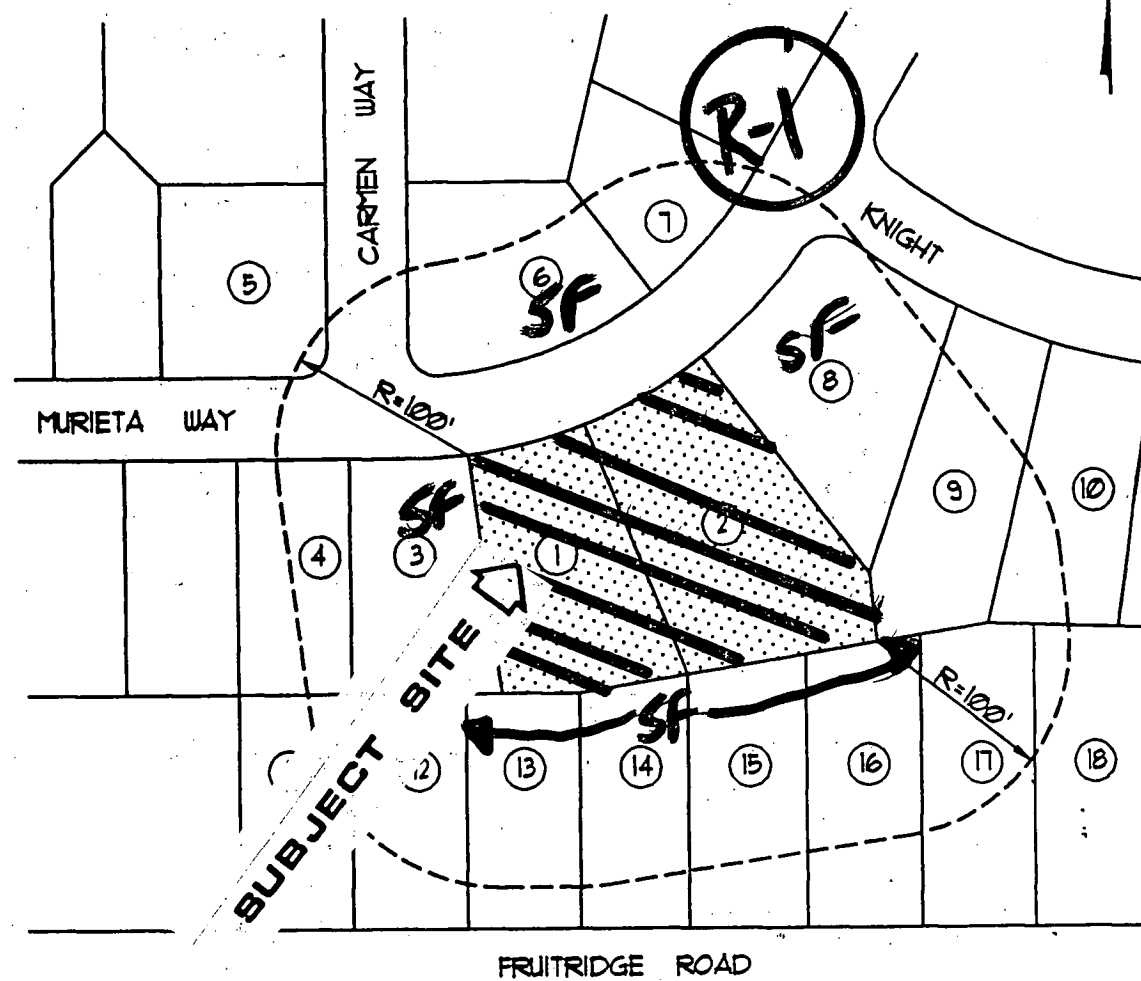 R-1
CARMEN WAY
KNIGHT
7
6
SF
5
SF
8
R=100'
MURIETA WAY
9
10
SF
4
3
1
2
SUBJECT SITE
SF
R=100'
12
13
14
15
16
17
18
FRUITRIDGE ROAD